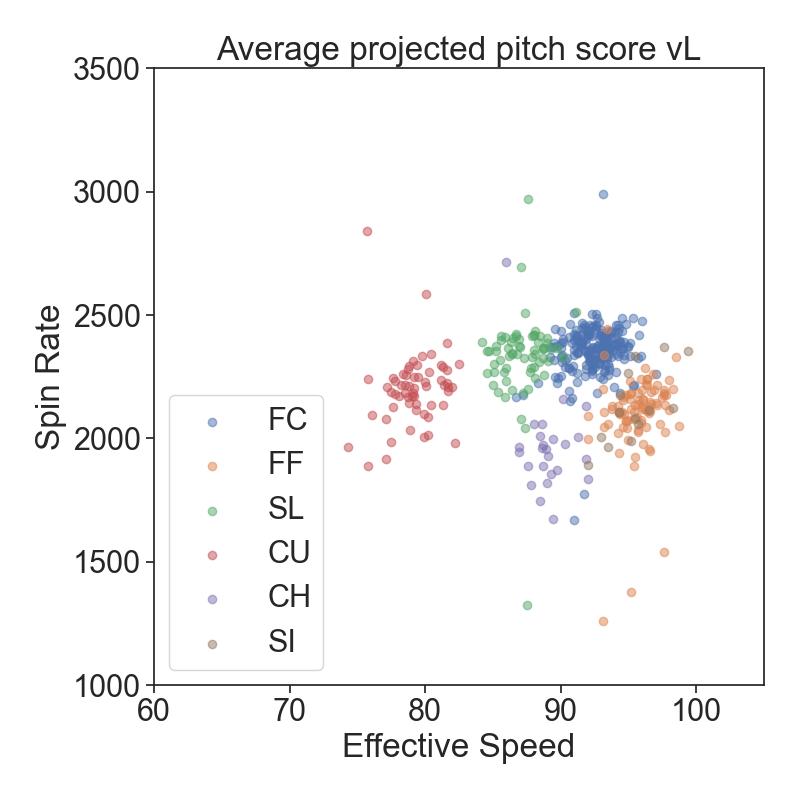 Average projected pitch score vL
3500
3000
2500
2000
1500
1000
Spin Rate
FC
FF
SL
CU
CH
SI
60 70 80 90 100
Effective Speed